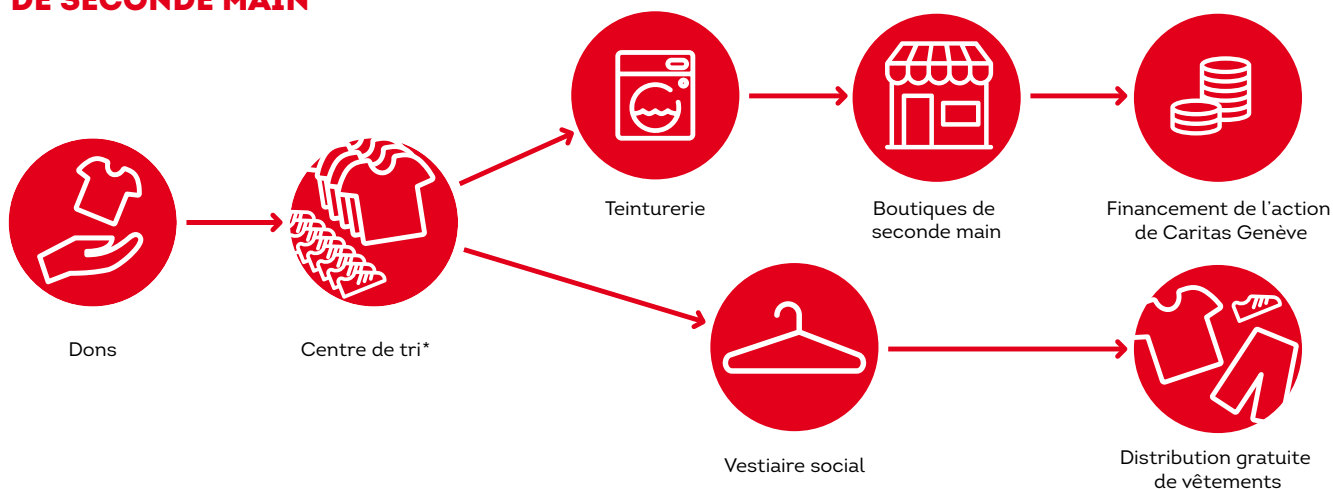 DE SECONDE MAIN
Dons
Centre de tri*
Teinturerie
Boutiques de
seconde main
Financement de l'action
de Caritas Genève
Vestiaire social
Distribution gratuite
de vêtements